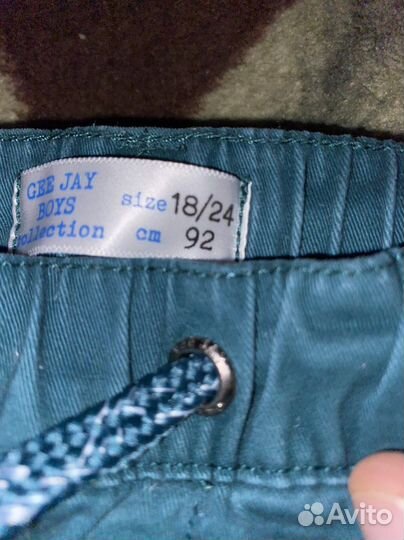 GEE JAY
BOYS
collection
size 18/24
cm 92
Avito